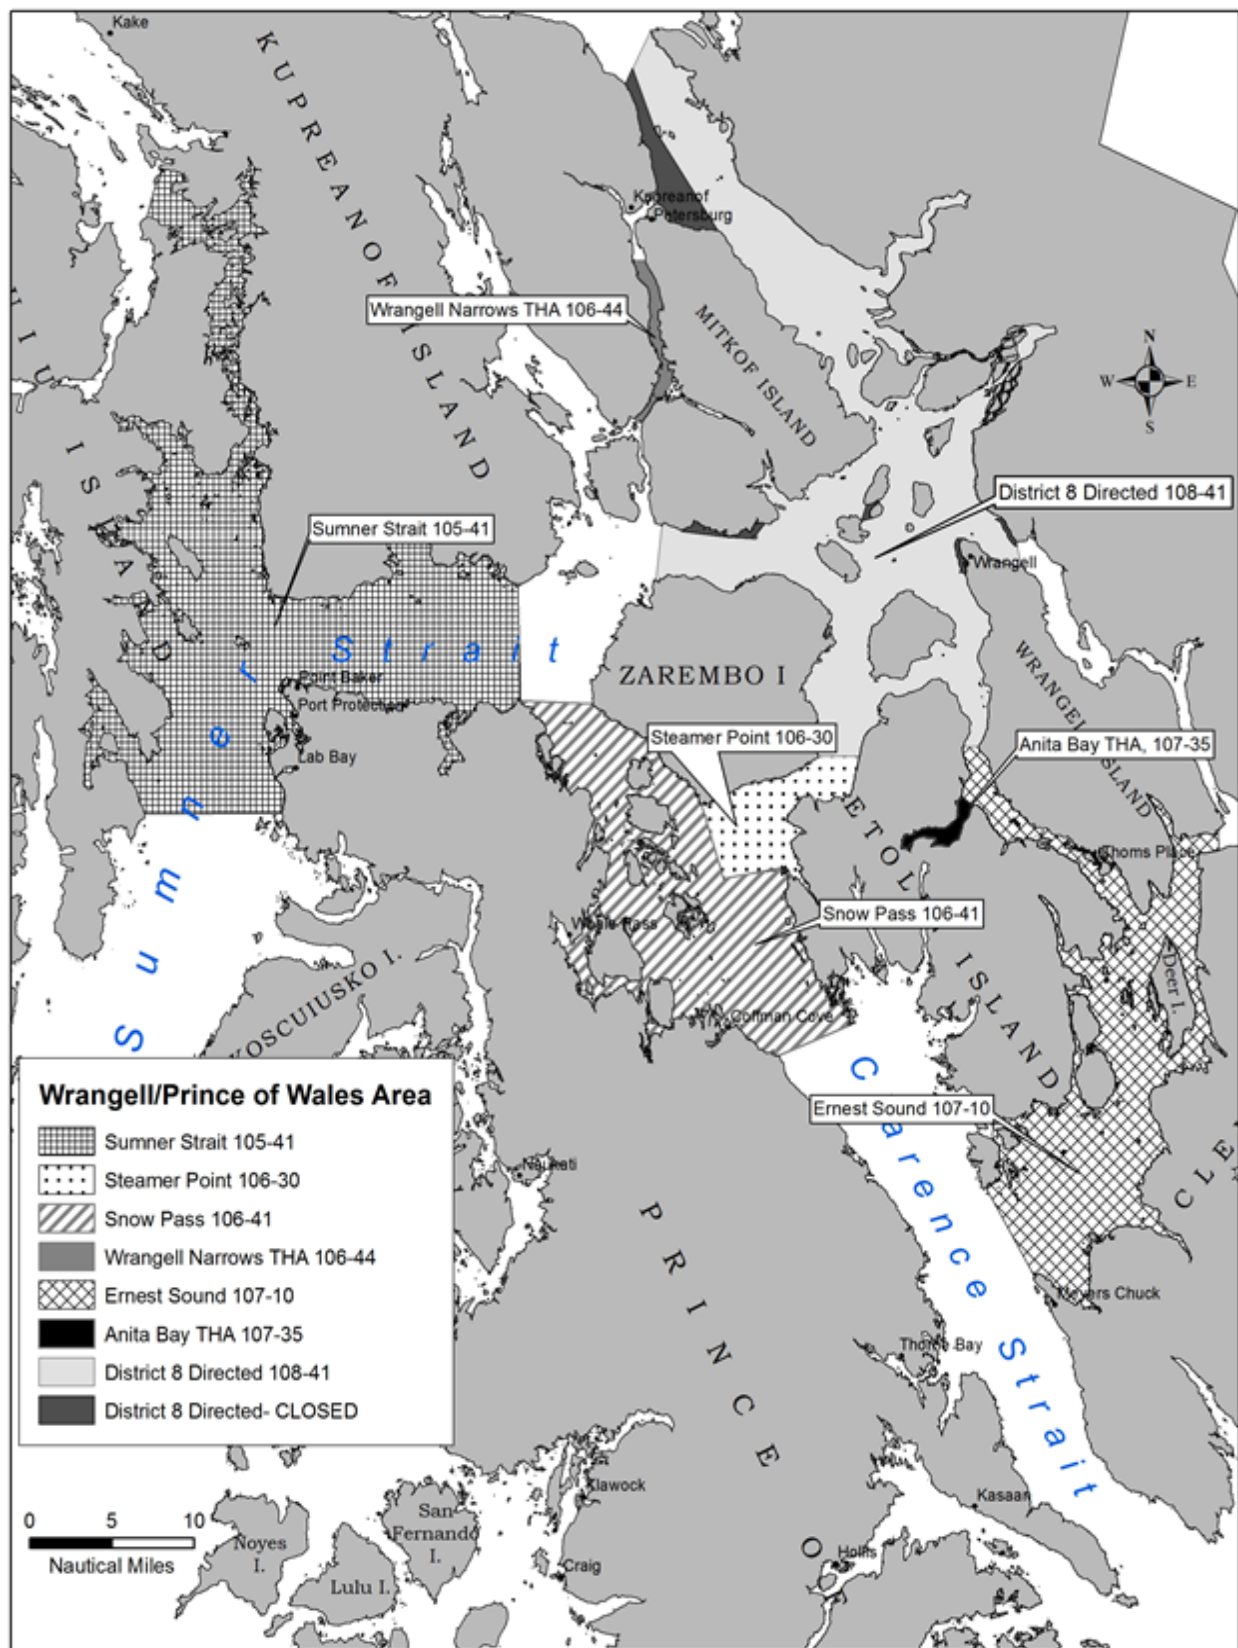 Kake
KUPREANOF ISLAND
Kupreanof
Petersburg
Wrangell Narrows THA 106-44
MITKOF ISLAND
N
W E
S
KUIU ISLAND
District 8 Directed 108-41
Sumner Strait 105-41
Wrangell
Sumner Strait
ZAREMBO I
WRANGELL ISLAND
Point Baker
Port Protection
Steamer Point 106-30
Anita Bay THA, 107-35
Lab Bay
ETOLIN ISLAND
Thoms Place
Snow Pass 106-41
Whale Pass
Deer I.
KOSCUIUSKO I.
Coffman Cove
Clarence Strait
Ernest Sound 107-10
CLE
Naukati
PRINCE O
Meyers Chuck
Thorne Bay
Wrangell/Prince of Wales Area
Sumner Strait 105-41
Steamer Point 106-30
Snow Pass 106-41
Wrangell Narrows THA 106-44
Ernest Sound 107-10
Anita Bay THA 107-35
District 8 Directed 108-41
District 8 Directed- CLOSED
Klawock
Kasaan
San
Fernando
I.
0 5 10
Nautical Miles
Noyes
I.
Lulu I.
Craig
Hollis